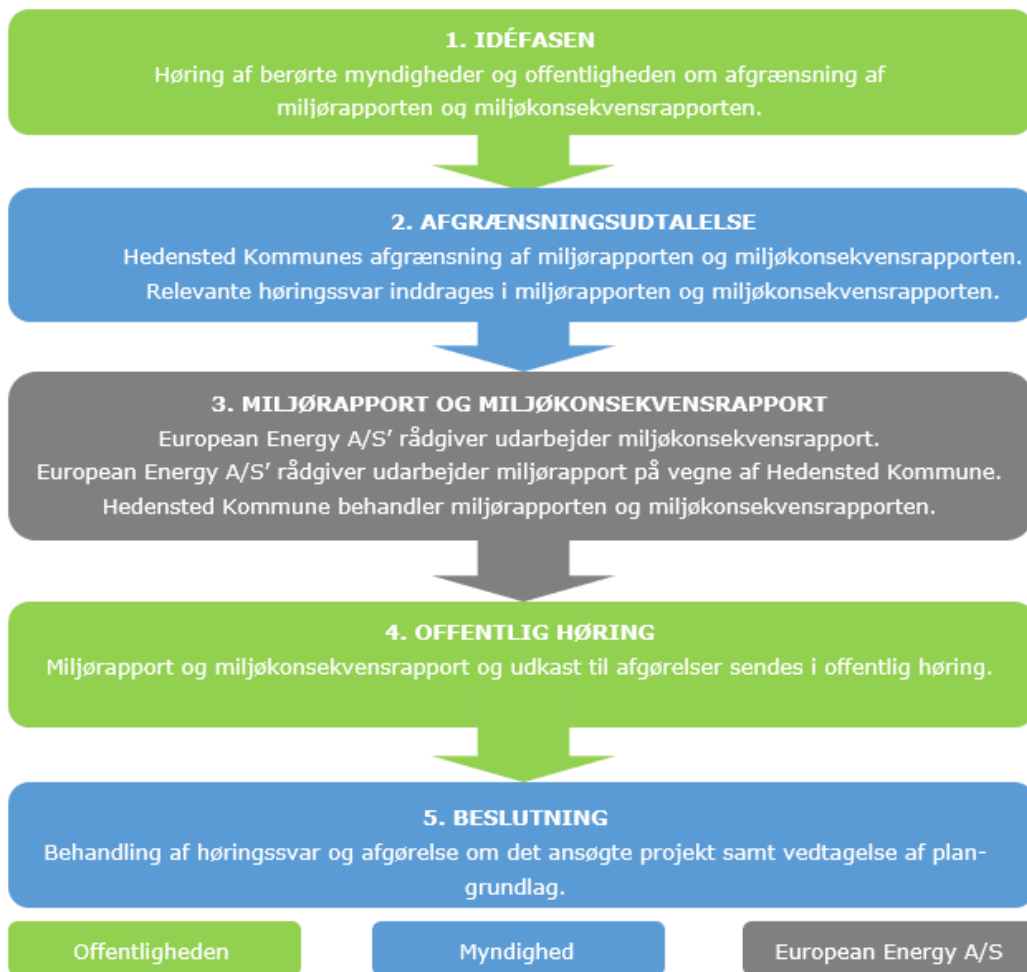 1. IDÉFASEN
Høring af berørte myndigheder og offentligheden om afgrænsning af
miljørapporten og miljøkonsekvensrapporten.
2. AFGRÆNSNINGSUDTALELSE
Hedensted Kommunes afgrænsning af miljørapporten og miljøkonsekvensrapporten.
Relevante høringssvar inddrages i miljørapporten og miljøkonsekvensrapporten.
3. MILJØRAPPORT OG MILJØKONSEKVENSRAPPORT
European Energy A/S’ rådgiver udarbejder miljøkonsekvensrapport.
European Energy A/S’ rådgiver udarbejder miljørapport på vegne af Hedensted Kommune.
Hedensted Kommune behandler miljørapporten og miljøkonsekvensrapporten.
4. OFFENTLIG HØRING
Miljørapport og miljøkonsekvensrapport og udkast til afgørelser sendes i offentlig høring.
5. BESLUTNING
Behandling af høringssvar og afgørelse om det ansøgte projekt samt vedtagelse af plan-
grundlag.
Offentligheden
Myndighed
European Energy A/S